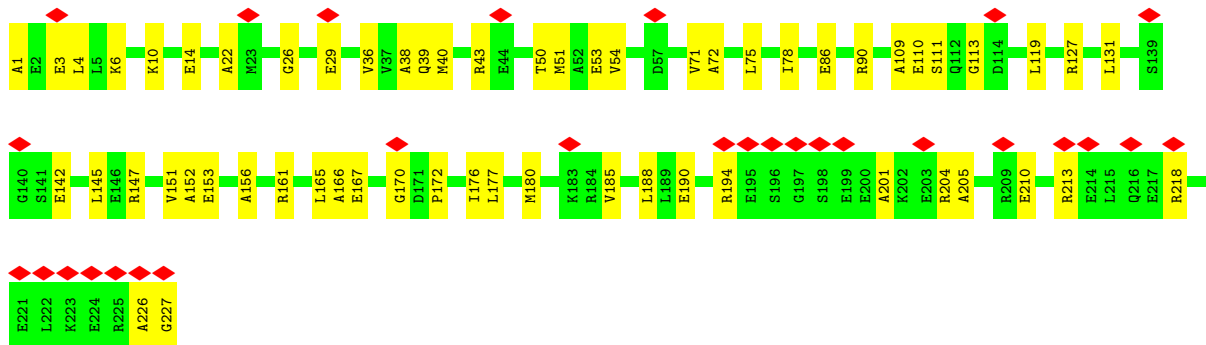 A1 E2 E3 L4 L5 K6 K10 E14 A22 M23 G26 E29 V36 V37 A38 Q39 M40 R43 E44 T50 M51 A52 E53 V54 D57 V71 A72 L75 I78 E86 R90 A109 E110 S111 Q112 G113 D114 L119 R127 L131 S139
G140 S141 E142 L145 E146 R147 V151 A152 E153 A156 R161 L165 A166 E167 G170 D171 P172 I176 L177 M180 K183 R184 V185 L188 L189 E190 R194 E195 S196 G197 S198 E199 E200 A201 K202 E203 R204 A205 R209 E210 R213 E214 L215 Q216 E217 R218
E221 L222 K223 E224 R225 A226 G227